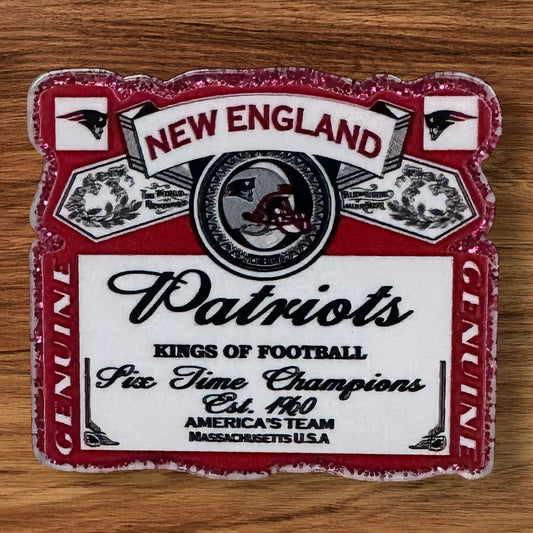 NEW ENGLAND
Patriots
KINGS OF FOOTBALL
Six Time Champions
Est. 1960
AMERICA'S TEAM
MASSACHUSETTS U.S.A
GENUINE
GENUINE